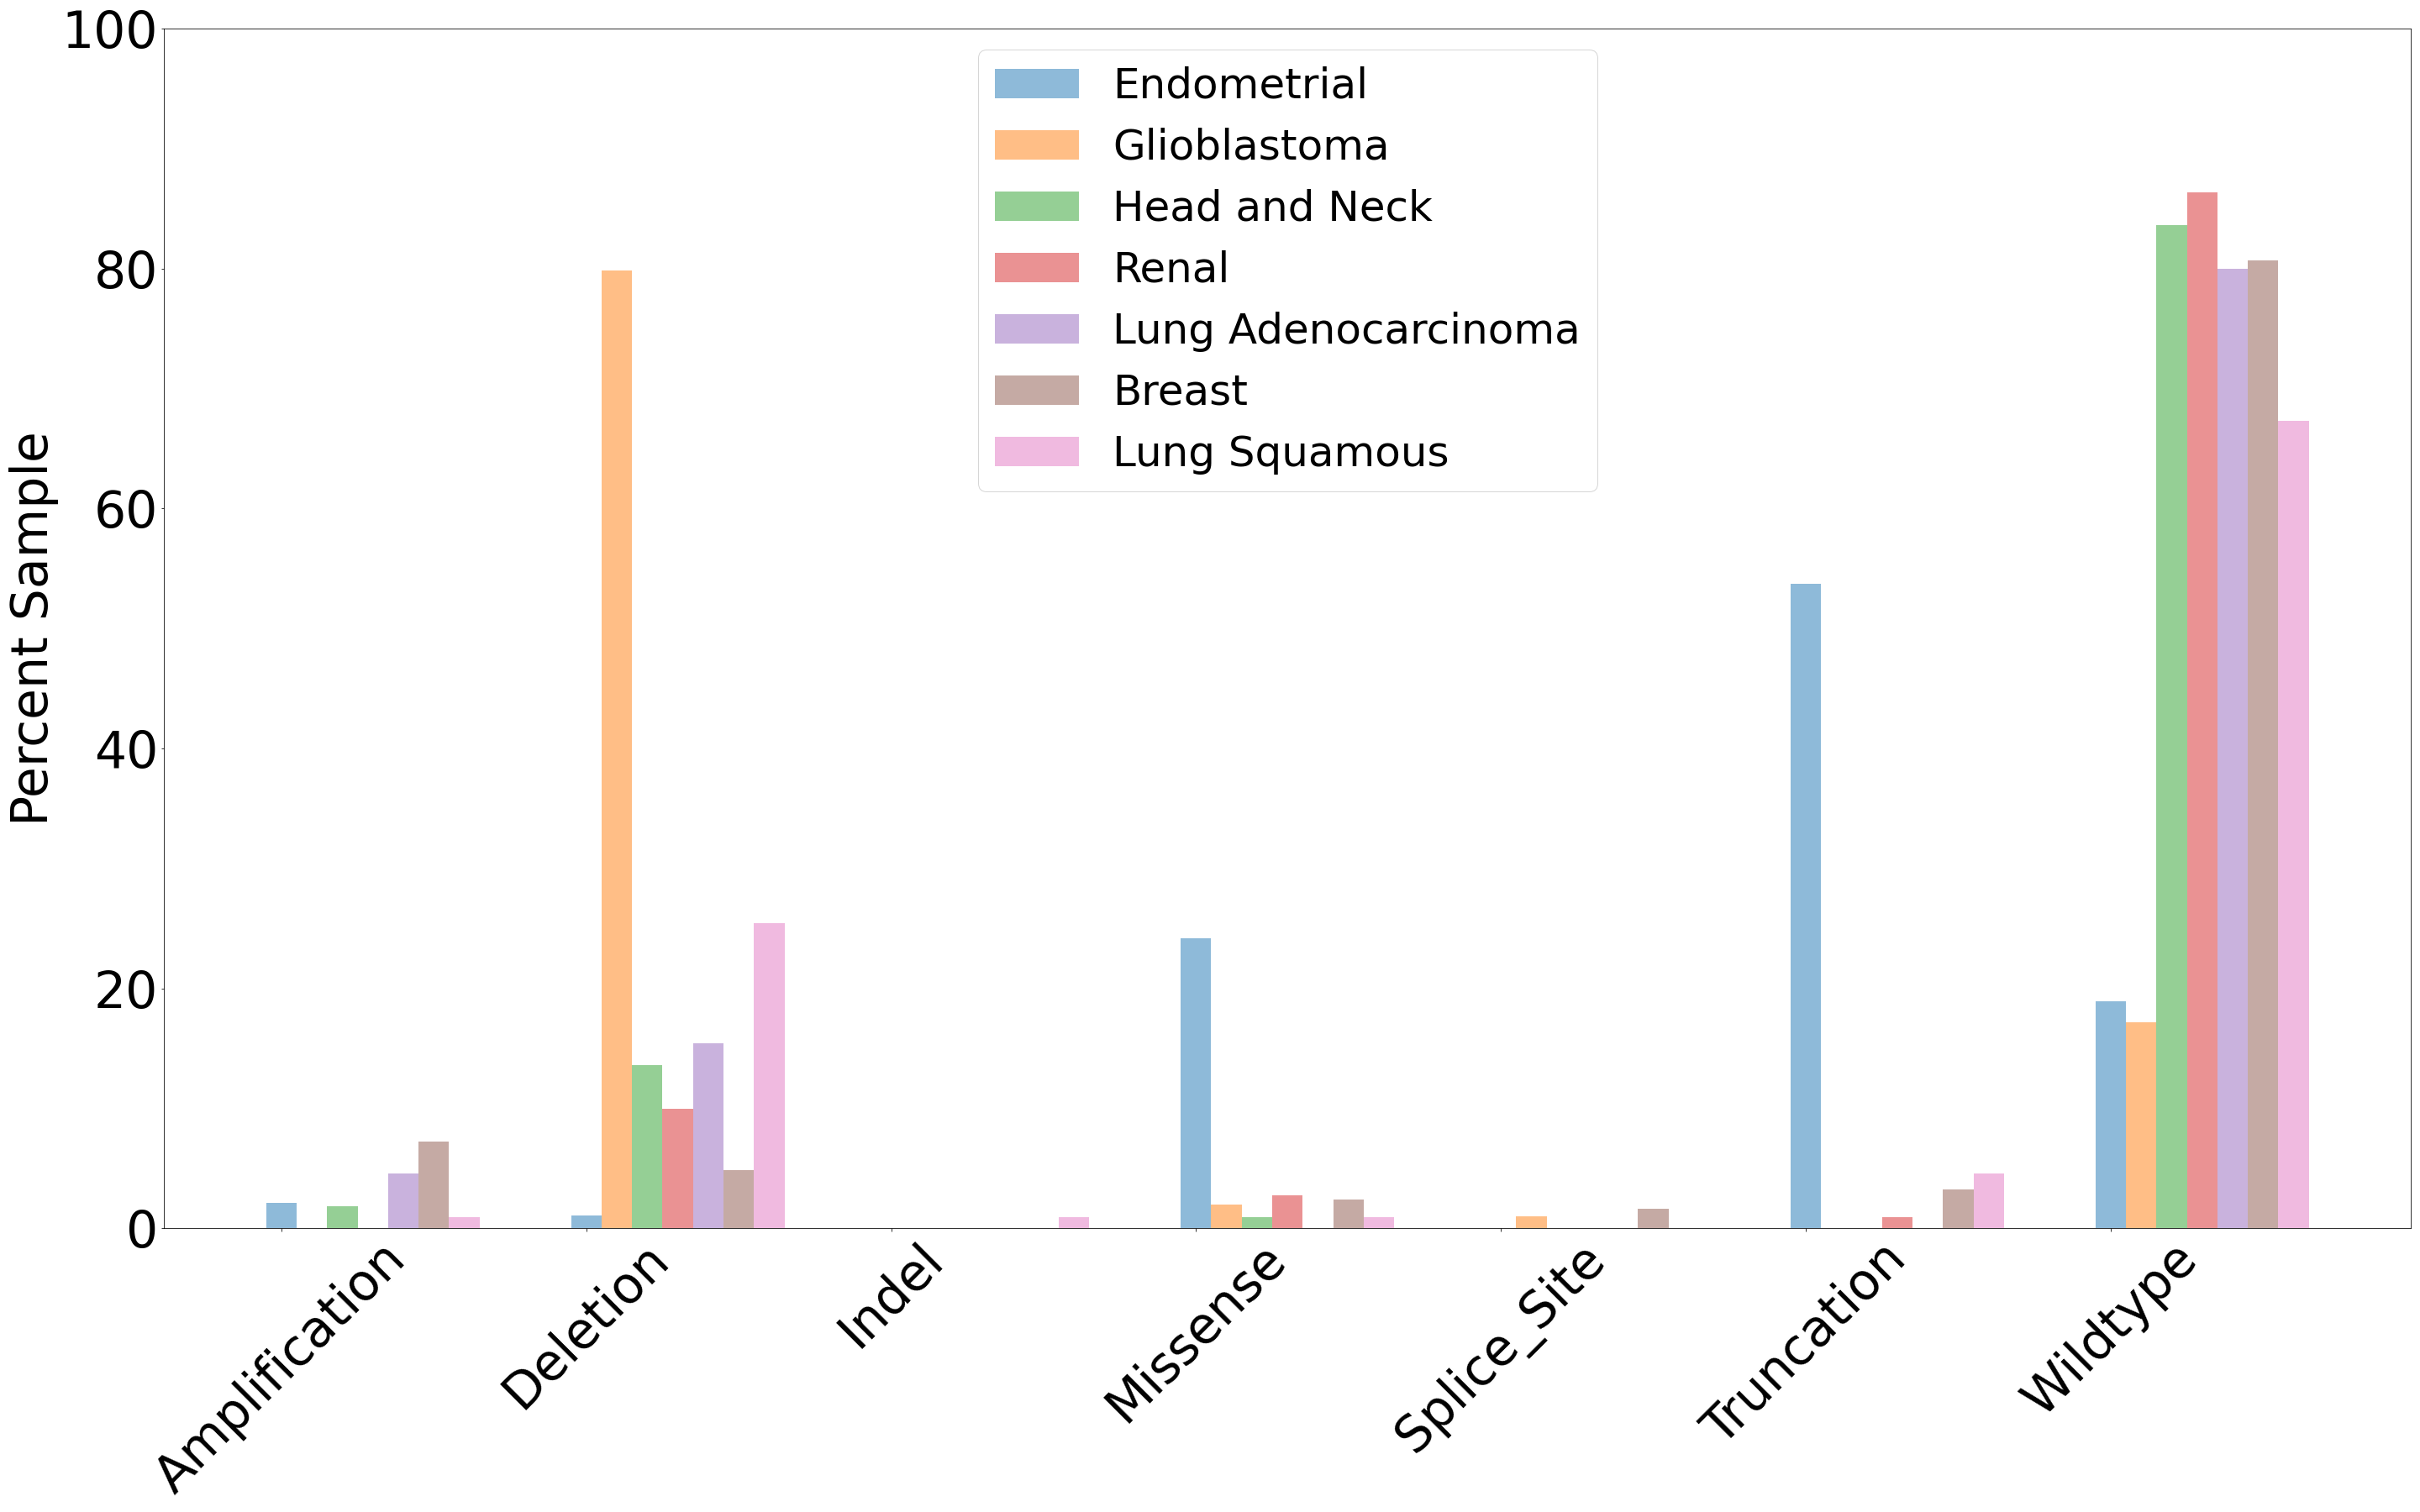 Percent Sample
100
80
60
40
20
0
Endometrial
Glioblastoma
Head and Neck
Renal
Lung Adenocarcinoma
Breast
Lung Squamous
Amplification
Deletion
Indel
Missense
Splice_Site
Truncation
Wildtype